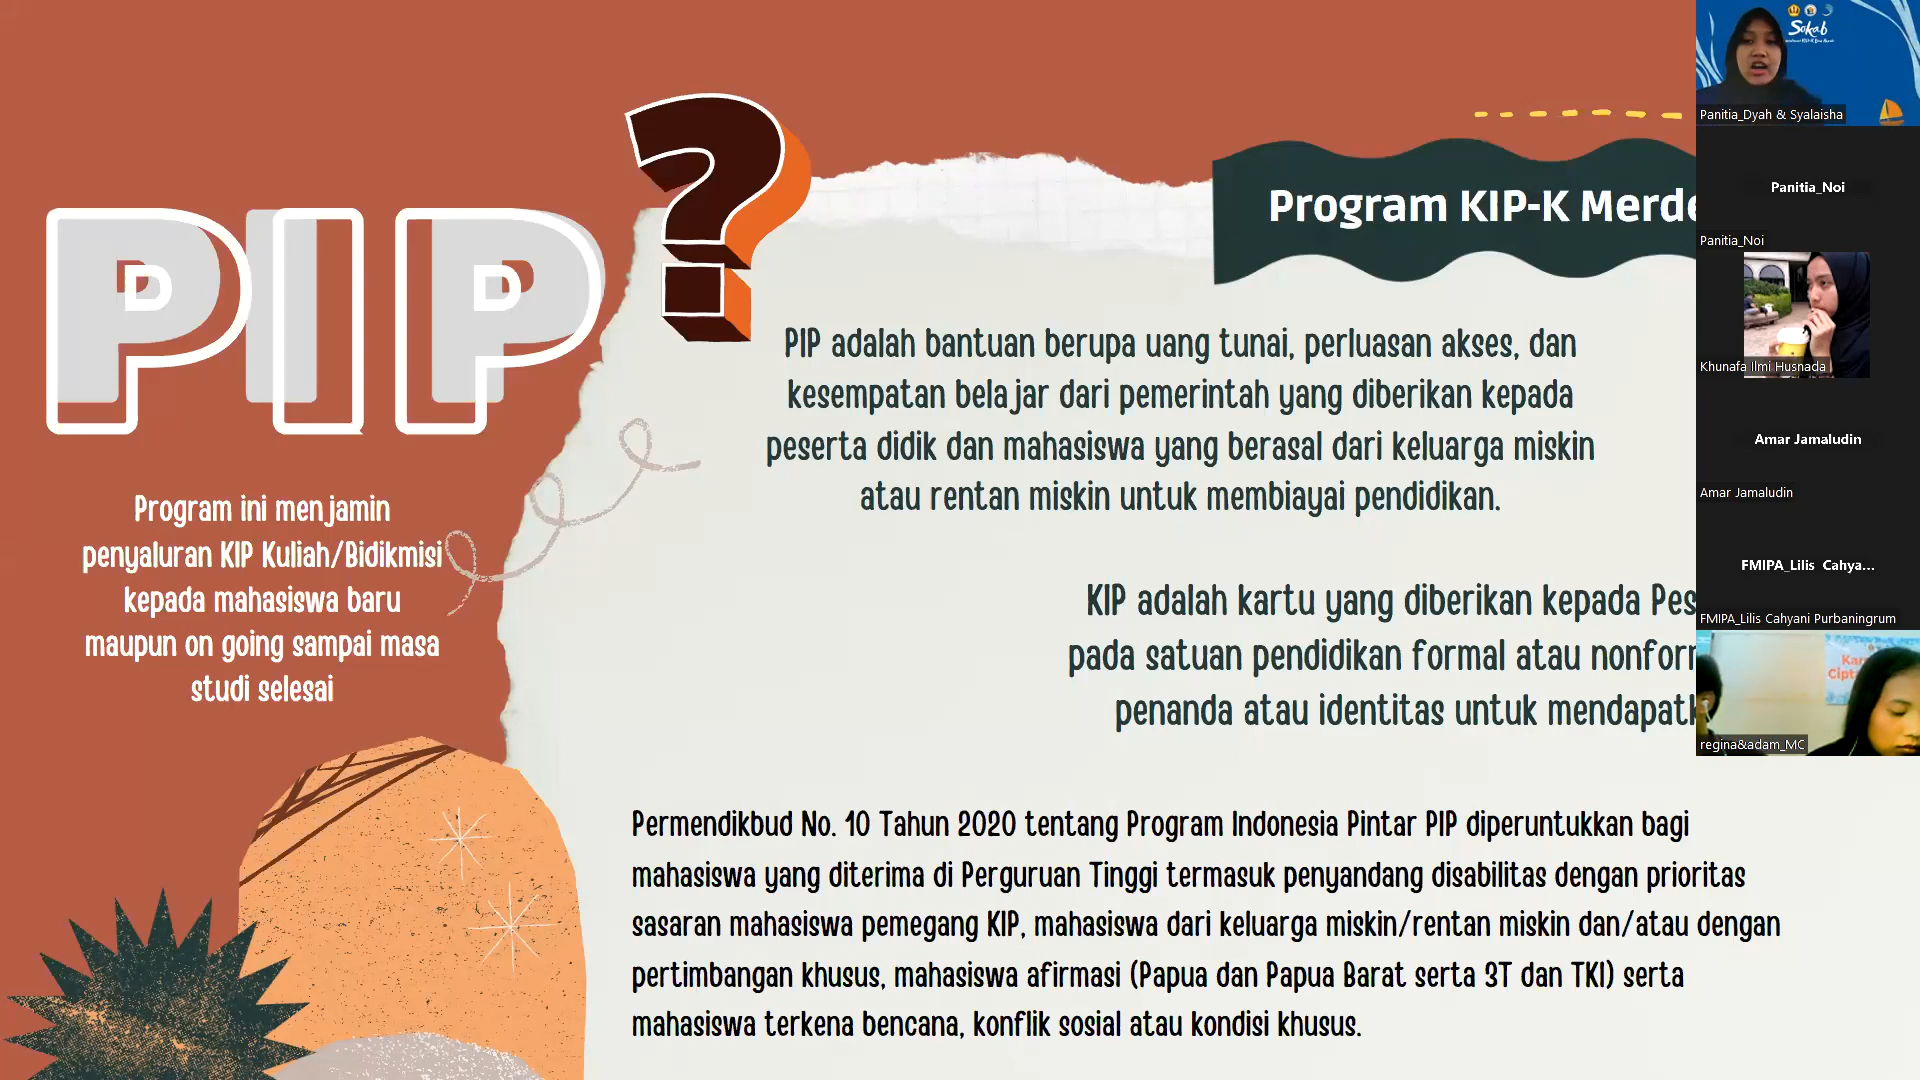 PIP?
Program ini menjamin
penyaluran KIP Kuliah/Bidikmisi
kepada mahasiswa baru
maupun on going sampai masa
studi selesai
Program KIP-K
PIP adalah bantuan berupa uang tunai, perluasan akses, dan
kesempatan belajar dari pemerintah yang diberikan kepada
peserta didik dan mahasiswa yang berasal dari keluarga miskin
atau rentan miskin untuk membiayai pendidikan.
KIP adalah kartu yang diberikan kepada
pada satuan pendidikan formal atau
penanda atau identitas untuk
Permendikbud No. 10 Tahun 2020 tentang Program Indonesia Pintar PIP diperuntukkan bagi
mahasiswa yang diterima di Perguruan Tinggi termasuk penyandang disabilitas dengan prioritas
sasaran mahasiswa pemegang KIP, mahasiswa dari keluarga miskin/rentan miskin dan/atau dengan
pertimbangan khusus, mahasiswa afirmasi (Papua dan Papua Barat serta 3T dan TKI) serta
mahasiswa terkena bencana, konflik sosial atau kondisi khusus.
Sokab
Panitia_Dyah & Syalaisha
Panitia_Noi
Panitia_Noi
Khunafa Ilmi Husnada
Amar Jamaludin
Amar Jamaludin
FMIPA_Lilis Cahya...
FMIPA_Lilis Cahyani Purbaningrum
regina&adam_MC